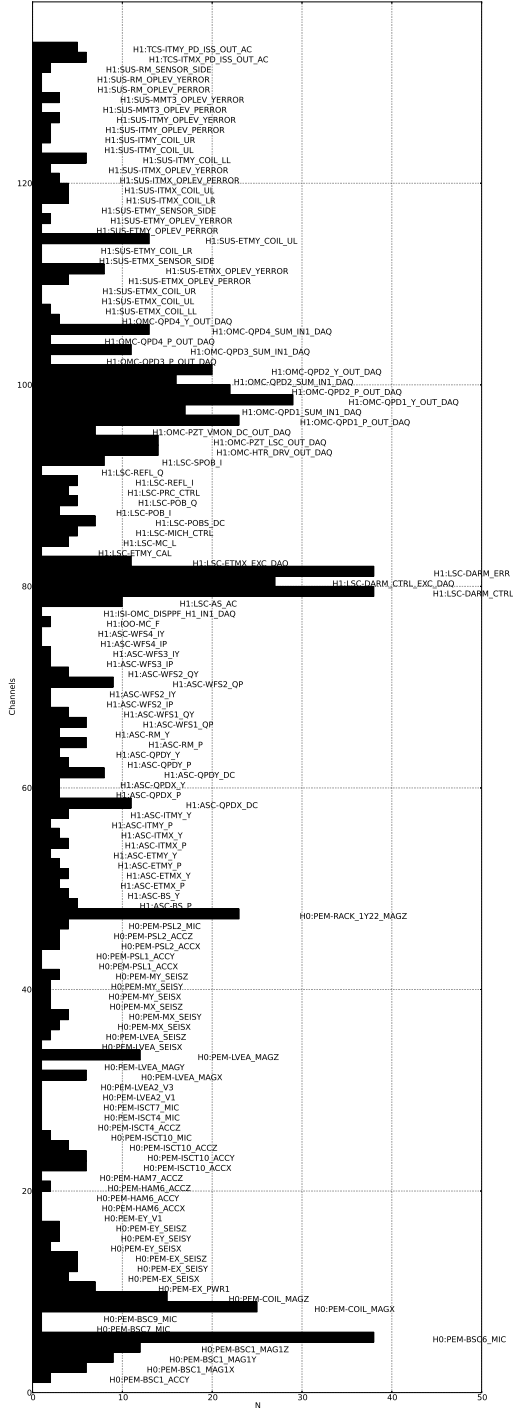 H1:TCS-ITMY_PD_ISS_OUT_AC
H1:TCS-ITMX_PD_ISS_OUT_AC
H1:SUS-RM_SENSOR_SIDE
H1:SUS-RM_OPLEV_YERROR
H1:SUS-RM_OPLEV_PERROR
H1:SUS-MMT3_OPLEV_YERROR
H1:SUS-MMT3_OPLEV_PERROR
H1:SUS-ITMY_OPLEV_YERROR
H1:SUS-ITMY_OPLEV_PERROR
H1:SUS-ITMY_COIL_UR
H1:SUS-ITMY_COIL_UL
H1:SUS-ITMY_COIL_LL
H1:SUS-ITMX_OPLEV_YERROR
H1:SUS-ITMX_OPLEV_PERROR
120
H1:SUS-ITMX_COIL_UL
H1:SUS-ITMX_COIL_LR
H1:SUS-ETMY_SENSOR_SIDE
H1:SUS-ETMY_OPLEV_YERROR
H1:SUS-ETMY_OPLEV_PERROR
H1:SUS-ETMY_COIL_UL
H1:SUS-ETMY_COIL_LR
H1:SUS-ETMX_SENSOR_SIDE
H1:SUS-ETMX_OPLEV_YERROR
H1:SUS-ETMX_OPLEV_PERROR
H1:SUS-ETMX_COIL_UR
H1:SUS-ETMX_COIL_UL
H1:SUS-ETMX_COIL_LL
H1:OMC-QPD4_Y_OUT_DAQ
H1:OMC-QPD4_SUM_IN1_DAQ
H1:OMC-QPD4_P_OUT_DAQ
H1:OMC-QPD3_SUM_IN1_DAQ
H1:OMC-QPD3_P_OUT_DAQ
H1:OMC-QPD2_Y_OUT_DAQ
100
H1:OMC-QPD2_SUM_IN1_DAQ
H1:OMC-QPD2_P_OUT_DAQ
H1:OMC-QPD1_Y_OUT_DAQ
H1:OMC-QPD1_SUM_IN1_DAQ
H1:OMC-QPD1_P_OUT_DAQ
H1:OMC-PZT_VMON_DC_OUT_DAQ
H1:OMC-PZT_LSC_OUT_DAQ
H1:OMC-HTR_DRV_OUT_DAQ
H1:LSC-SPOB_I
H1:LSC-REFL_Q
H1:LSC-REFL_I
H1:LSC-PRC_CTRL
H1:LSC-POB_Q
H1:LSC-POB_I
H1:LSC-POBS_DC
H1:LSC-MICH_CTRL
H1:LSC-MC_L
H1:LSC-ETMY_CAL
H1:LSC-ETMX_EXC_DAQ
H1:LSC-DARM_ERR
H1:LSC-DARM_CTRL_EXC_DAQ
80
H1:LSC-DARM_CTRL
H1:LSC-AS_AC
H1:ISI-OMC_DISPPF_H1_IN1_DAQ
H1:IOO-MC_F
H1:ASC-WFS4_IY
H1:ASC-WFS4_IP
H1:ASC-WFS3_IY
H1:ASC-WFS3_IP
H1:ASC-WFS2_QY
H1:ASC-WFS2_QP
H1:ASC-WFS2_IY
H1:ASC-WFS2_IP
Channels
H1:ASC-WFS1_QY
H1:ASC-WFS1_QP
H1:ASC-RM_Y
H1:ASC-RM_P
H1:ASC-QPDY_Y
H1:ASC-QPDY_P
H1:ASC-QPDY_DC
H1:ASC-QPDX_Y
60
H1:ASC-QPDX_P
H1:ASC-QPDX_DC
H1:ASC-ITMY_Y
H1:ASC-ITMY_P
H1:ASC-ITMX_Y
H1:ASC-ITMX_P
H1:ASC-ETMY_Y
H1:ASC-ETMY_P
H1:ASC-ETMX_Y
H1:ASC-ETMX_P
H1:ASC-BS_Y
H1:ASC-BS_P
H0:PEM-RACK_1Y22_MAGZ
H0:PEM-PSL2_MIC
H0:PEM-PSL2_ACCZ
H0:PEM-PSL2_ACCX
H0:PEM-PSL1_ACCY
H0:PEM-PSL1_ACCX
H0:PEM-MY_SEISZ
H0:PEM-MY_SEISY
40
H0:PEM-MY_SEISX
H0:PEM-MX_SEISZ
H0:PEM-MX_SEISY
H0:PEM-MX_SEISX
H0:PEM-LVEA_SEISZ
H0:PEM-LVEA_SEISX
H0:PEM-LVEA_MAGZ
H0:PEM-LVEA_MAGY
H0:PEM-LVEA_MAGX
H0:PEM-LVEA2_V3
H0:PEM-LVEA2_V1
H0:PEM-ISCT7_MIC
H0:PEM-ISCT4_MIC
H0:PEM-ISCT4_ACCZ
H0:PEM-ISCT10_MIC
H0:PEM-ISCT10_ACCZ
H0:PEM-ISCT10_ACCY
H0:PEM-ISCT10_ACCX
H0:PEM-HAM7_ACCZ
H0:PEM-HAM6_ACCZ
20
H0:PEM-HAM6_ACCY
H0:PEM-HAM6_ACCX
H0:PEM-EY_V1
H0:PEM-EY_SEISZ
H0:PEM-EY_SEISY
H0:PEM-EY_SEISX
H0:PEM-EX_SEISZ
H0:PEM-EX_SEISY
H0:PEM-EX_SEISX
H0:PEM-EX_PWR1
H0:PEM-COIL_MAGZ
H0:PEM-COIL_MAGX
H0:PEM-BSC9_MIC
H0:PEM-BSC7_MIC
H0:PEM-BSC6_MIC
H0:PEM-BSC1_MAG1Z
H0:PEM-BSC1_MAG1Y
H0:PEM-BSC1_MAG1X
H0:PEM-BSC1_ACCY
0
0 10 20 30 40 50
N